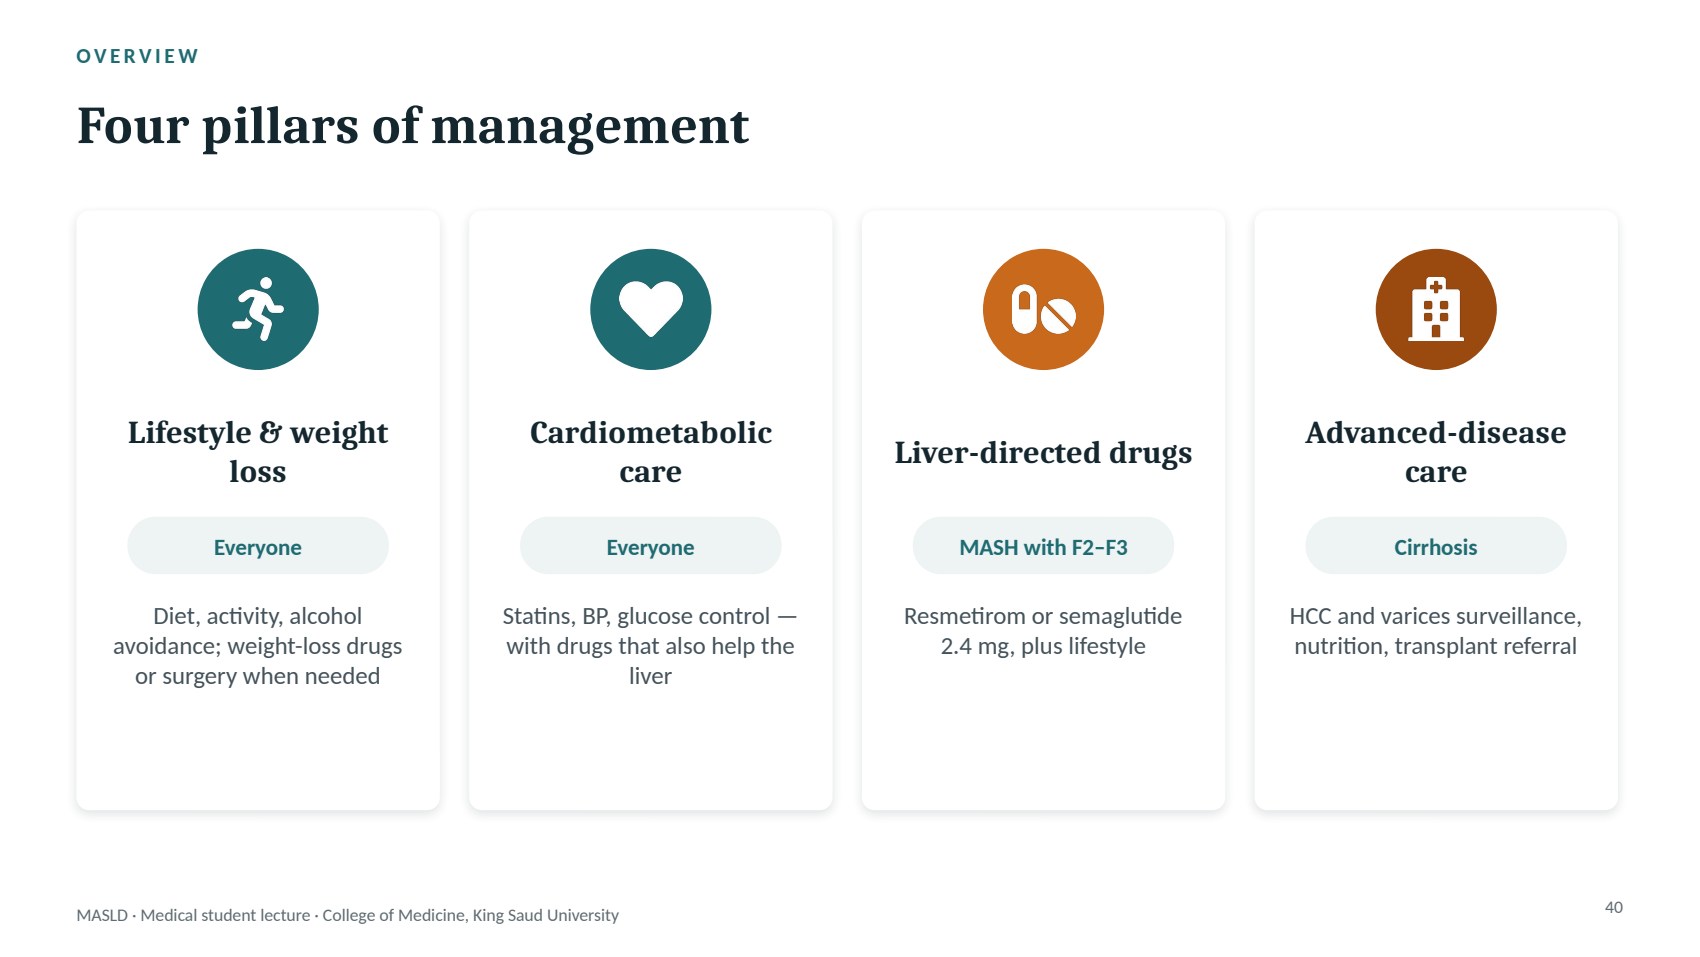 OVERVIEW
Four pillars of management
Lifestyle & weight
loss
Everyone
Diet, activity, alcohol
avoidance; weight-loss drugs
or surgery when needed
Cardiometabolic
care
Everyone
Statins, BP, glucose control —
with drugs that also help the
liver
Liver-directed drugs
MASH with F2–F3
Resmetirom or semaglutide
2.4 mg, plus lifestyle
Advanced-disease
care
Cirrhosis
HCC and varices surveillance,
nutrition, transplant referral
MASLD · Medical student lecture · College of Medicine, King Saud University
40